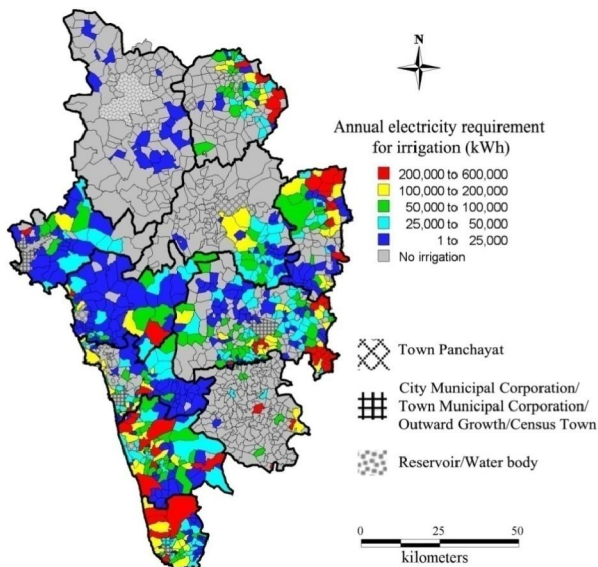 N
Annual electricity requirement
for irrigation (kWh)
200,000 to 600,000
100,000 to 200,000
50,000 to 100,000
25,000 to 50,000
1 to 25,000
No irrigation
Town Panchayat
City Municipal Corporation/
Town Municipal Corporation/
Outward Growth/Census Town
Reservoir/Water body
0 25 50
kilometers